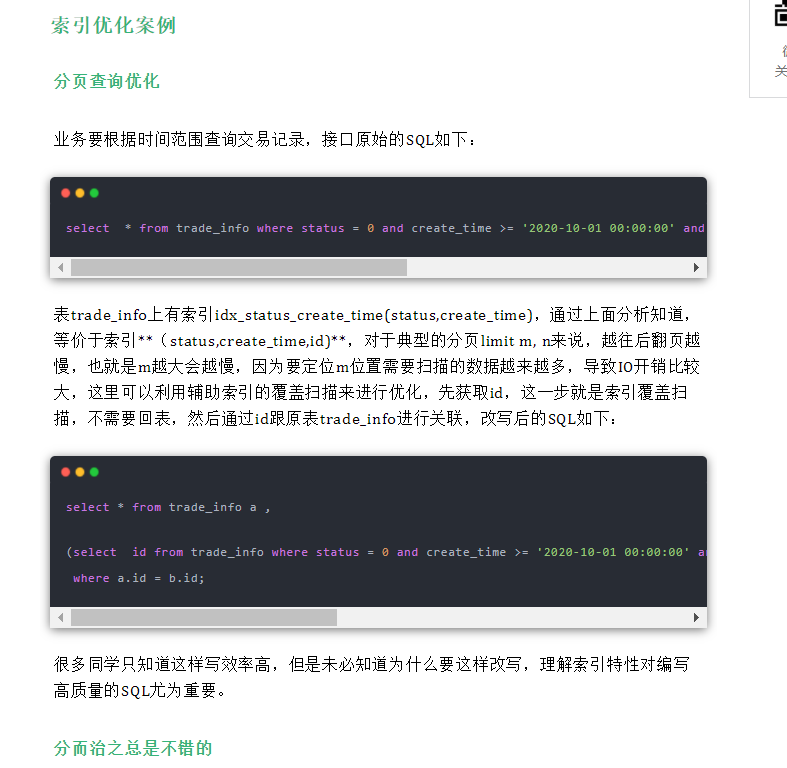 索引优化案例
分页查询优化
业务要根据时间范围查询交易记录，接口原始的SQL如下：
select  * from trade_info where status = 0 and create_time >= '2020-10-01 00:00:00' and
表trade_info上有索引idx_status_create_time(status,create_time)，通过上面分析知道，
等价于索引**（status,create_time,id)**，对于典型的分页limit m, n来说，越往后翻页越
慢，也就是m越大会越慢，因为要定位m位置需要扫描的数据越来越多，导致IO开销比较
大，这里可以利用辅助索引的覆盖扫描来进行优化，先获取id，这一步就是索引覆盖扫
描，不需要回表，然后通过id跟原表trade_info进行关联，改写后的SQL如下：
select * from trade_info a ,
(select  id from trade_info where status = 0 and create_time >= '2020-10-01 00:00:00'
where a.id = b.id;
很多同学只知道这样写效率高，但是未必知道为什么要这样改写，理解索引特性对编写
高质量的SQL尤为重要。
分而治之总是不错的